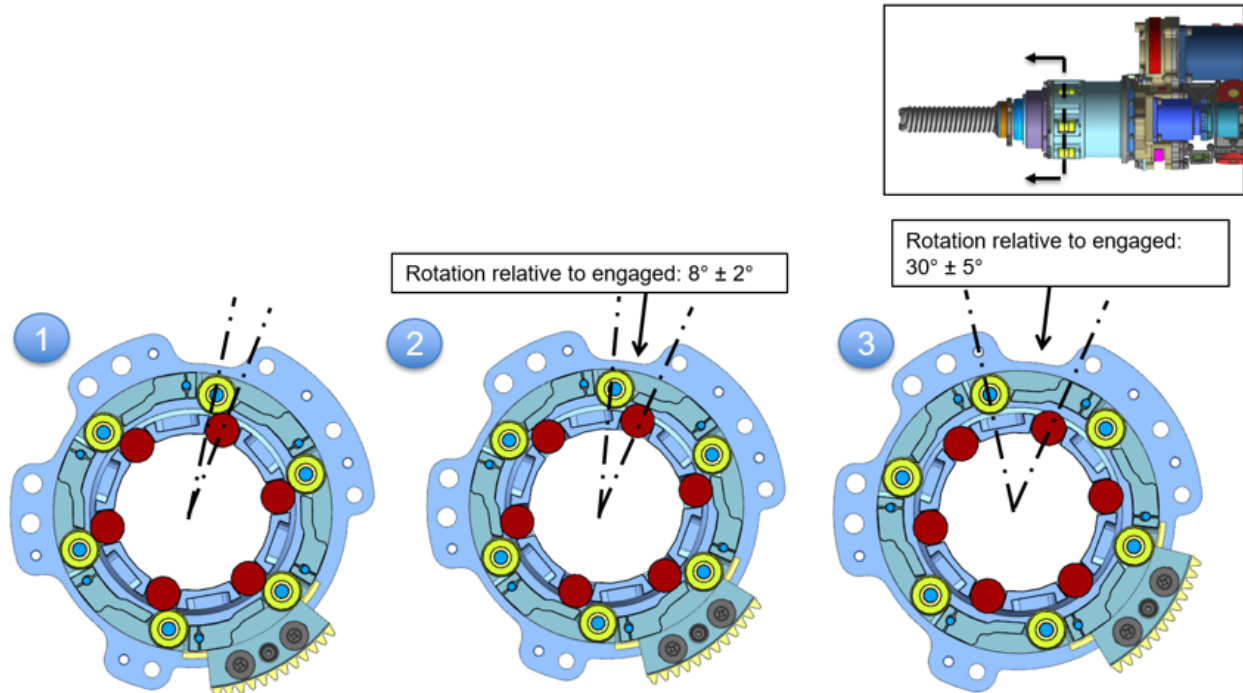 Rotation relative to engaged:
30° ± 5°
Rotation relative to engaged: 8° ± 2°
1
2
3